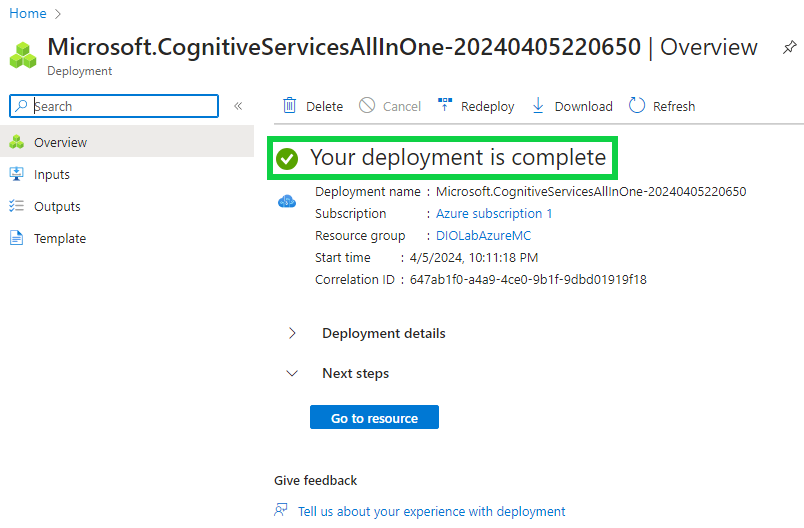 Home
Microsoft.CognitiveServicesAllInOne-20240405220650 | Overview
Deployment
Search
«
Delete Cancel Redeploy Download Refresh
Overview
Inputs
Outputs
Template
Your deployment is complete
Deployment name : Microsoft.CognitiveServicesAllInOne-20240405220650
Subscription : Azure subscription 1
Resource group : DIOLabAzureMC
Start time : 4/5/2024, 10:11:18 PM
Correlation ID : 647ab1f0-a4a9-4ce0-9b1f-9dbd01919f18
Deployment details
Next steps
Go to resource
Give feedback
Tell us about your experience with deployment